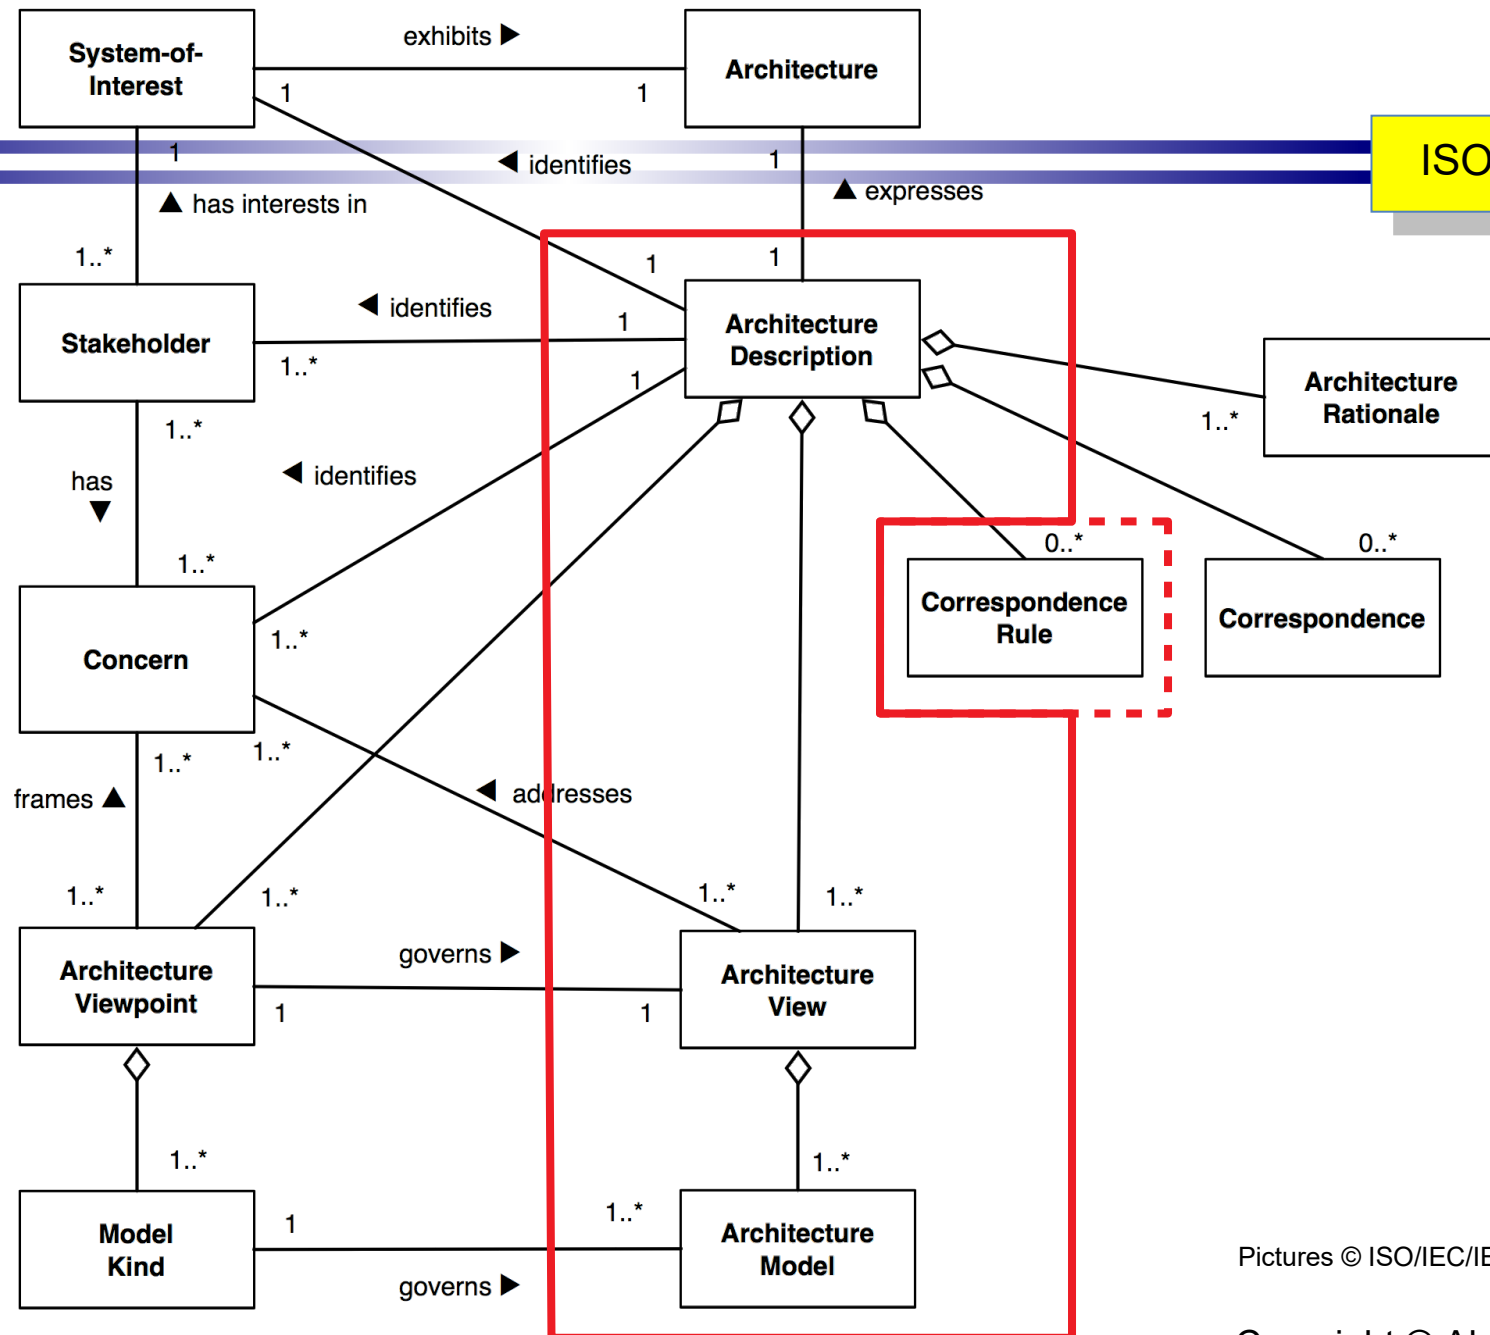 System-of-
Interest
exhibits ▶
Architecture
1
1
1
◀ identifies
1
ISO
▲ has interests in
▲ expresses
1..*
1
1
Stakeholder
◀ identifies
1
1..*
Architecture
Description
1
Architecture
Rationale
1..*
1..*
has
▼
◀ identifies
1..*
0..*
0..*
Concern
1..*
Correspondence
Rule
Correspondence
1..*
1..*
frames ▲
◀ addresses
1..*
1..*
1..*
1..*
Architecture
Viewpoint
governs ▶
1
1
Architecture
View
1..*
1..*
Model
Kind
1
1..*
governs ▶
Architecture
Model
Pictures © ISO/IEC/IE